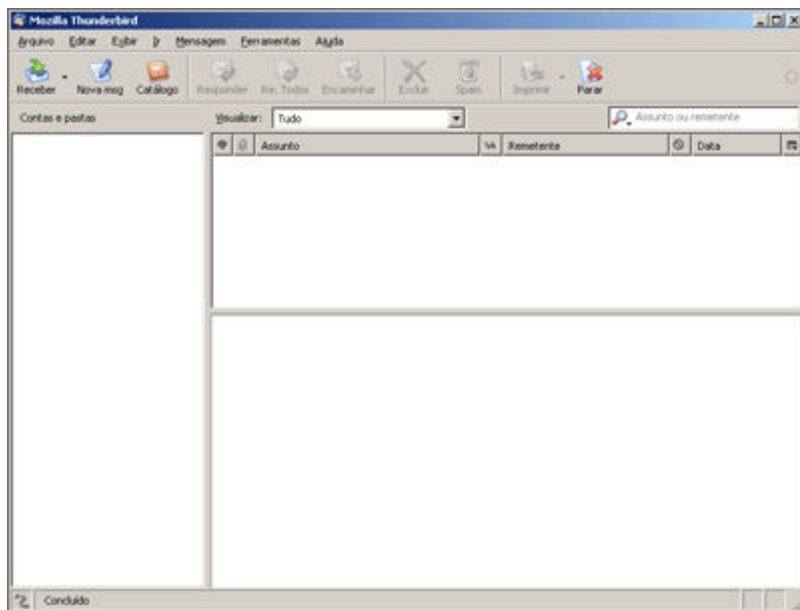 Mozilla Thunderbird
Arquivo Editar Exibir Ir Mensagem Ferramentas Ajuda
Receber Nova msg Catálogo Responder Re: Todos Encaminhar Excluir Spam Imprimir Parar
Contas e pastas Visualizar: Tudo Assunto ou remetente
Assunto Remetente Data
Concluído